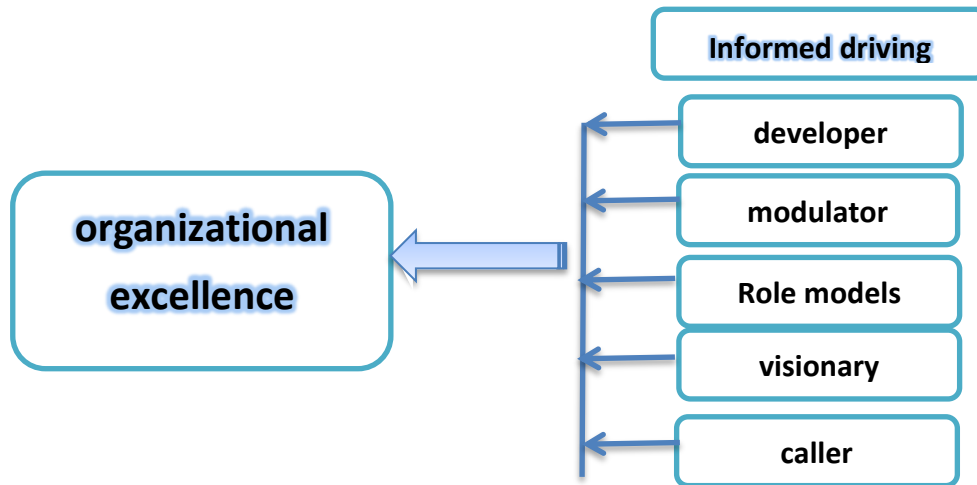 Informed driving
developer
modulator
organizational
excellence
Role models
visionary
caller